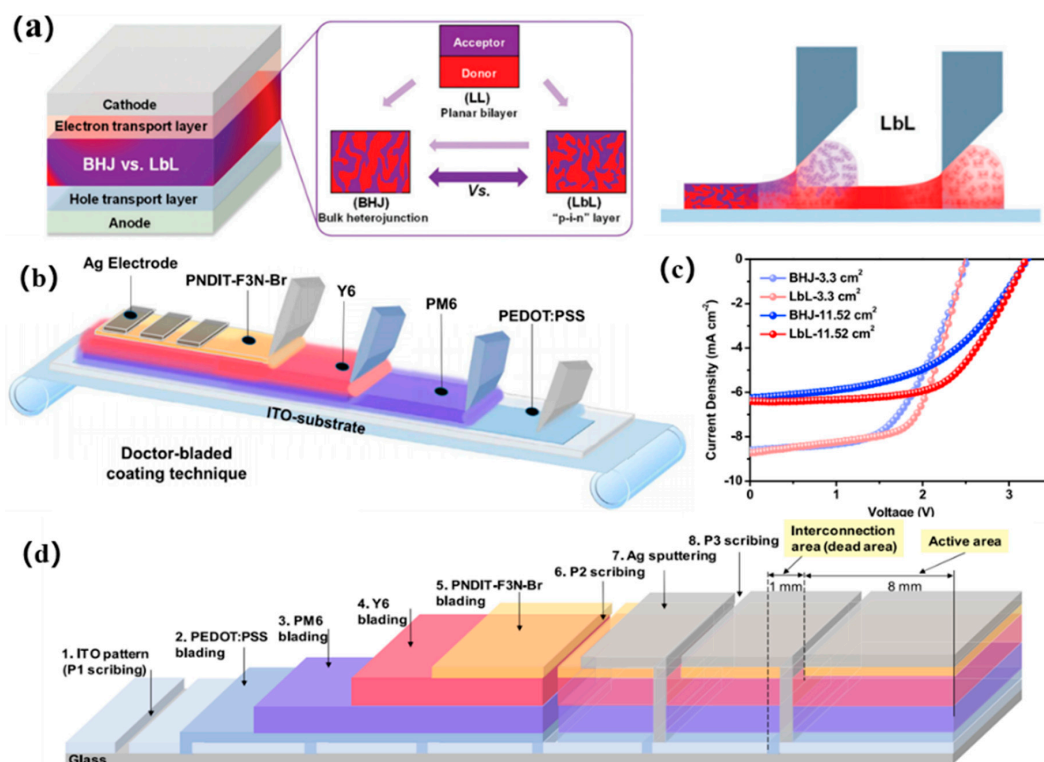 (a)
Cathode
Electron transport layer
BHJ vs. LbL
Hole transport layer
Anode
Acceptor
Donor
(LL)
Planar bilayer
(BHJ)
Bulk heterojunction
Vs.
(LbL)
"p-i-n" layer
LbL
(b)
Ag Electrode
PNDIT-F3N-Br
Y6
PM6
PEDOT:PSS
ITO-substrate
Doctor-bladed
coating technique
(c)
BHJ-3.3 cm²
LbL-3.3 cm²
BHJ-11.52 cm²
LbL-11.52 cm²
Current Density (mA cm⁻²)
0
-2
-4
-6
-8
-10
0
1
2
3
Voltage (V)
(d)
1. ITO pattern
(P1 scribing)
2. PEDOT:PSS
blading
3. PM6
blading
4. Y6
blading
5. PNDIT-F3N-Br
blading
6. P2 scribing
7. Ag sputtering
8. P3 scribing
Interconnection
area (dead area)
Active area
1 mm
8 mm
Glass